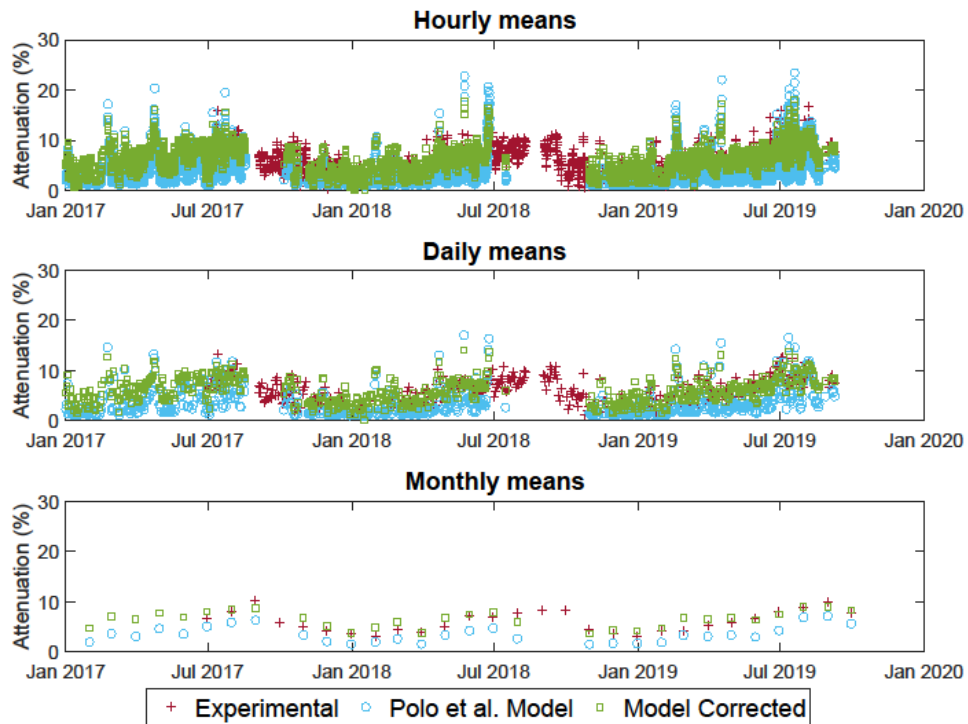 Hourly means
30
20
10
0
Attenuation (%)
Jan 2017 Jul 2017 Jan 2018 Jul 2018 Jan 2019 Jul 2019 Jan 2020
Daily means
30
20
10
0
Attenuation (%)
Jan 2017 Jul 2017 Jan 2018 Jul 2018 Jan 2019 Jul 2019 Jan 2020
Monthly means
30
20
10
0
Attenuation (%)
Jan 2017 Jul 2017 Jan 2018 Jul 2018 Jan 2019 Jul 2019 Jan 2020
Experimental Polo et al. Model Model Corrected